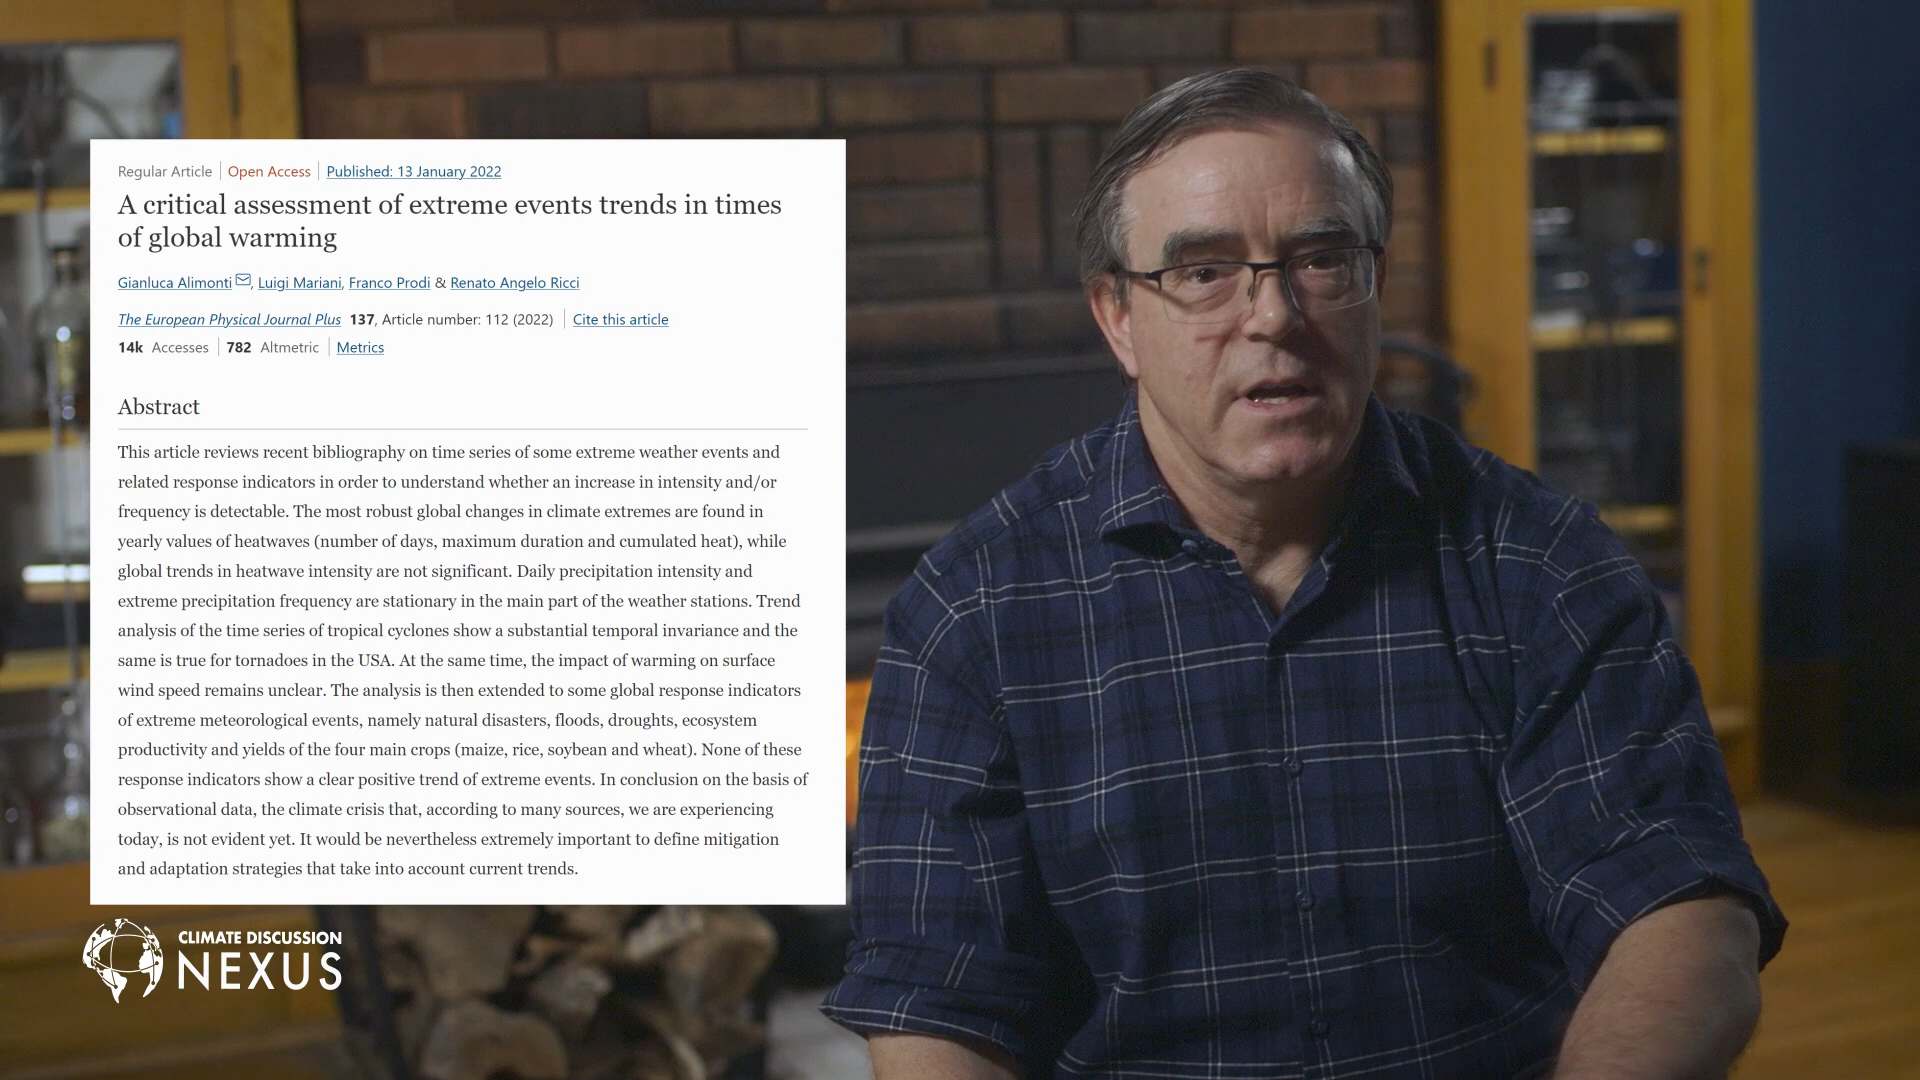 Regular Article | Open Access | Published: 13 January 2022
A critical assessment of extreme events trends in times
of global warming
Gianluca Alimonti, Luigi Mariani, Franco Prodi & Renato Angelo Ricci
The European Physical Journal Plus 137, Article number: 112 (2022) | Cite this article
14k Accesses | 782 Altmetric | Metrics
Abstract
This article reviews recent bibliography on time series of some extreme weather events and
related response indicators in order to understand whether an increase in intensity and/or
frequency is detectable. The most robust global changes in climate extremes are found in
yearly values of heatwaves (number of days, maximum duration and cumulated heat), while
global trends in heatwave intensity are not significant. Daily precipitation intensity and
extreme precipitation frequency are stationary in the main part of the weather stations. Trend
analysis of the time series of tropical cyclones show a substantial temporal invariance and the
same is true for tornadoes in the USA. At the same time, the impact of warming on surface
wind speed remains unclear. The analysis is then extended to some global response indicators
of extreme meteorological events, namely natural disasters, floods, droughts, ecosystem
productivity and yields of the four main crops (maize, rice, soybean and wheat). None of these
response indicators show a clear positive trend of extreme events. In conclusion on the basis of
observational data, the climate crisis that, according to many sources, we are experiencing
today, is not evident yet. It would be nevertheless extremely important to define mitigation
and adaptation strategies that take into account current trends.
CLIMATE DISCUSSION
NEXUS